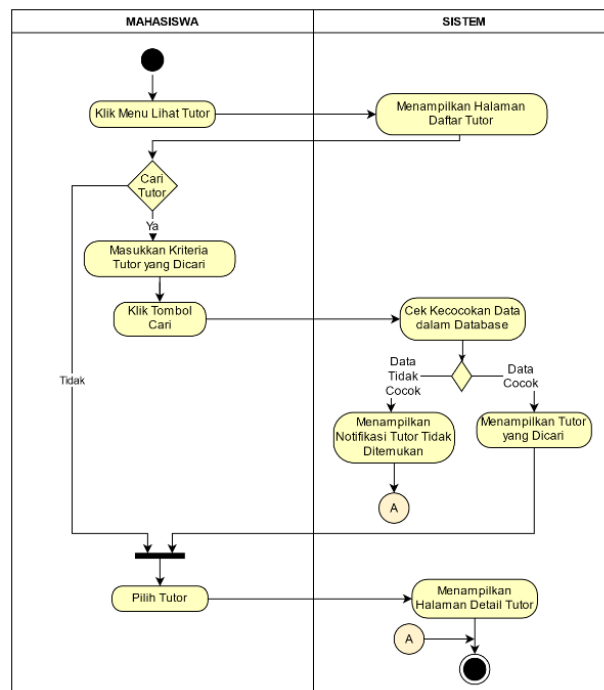 MAHASISWA
SISTEM
Klik Menu Lihat Tutor
Menampilkan Halaman
Daftar Tutor
Cari
Tutor
Ya
Masukkan Kriteria
Tutor yang Dicari
Klik Tombol
Cari
Cek Kecocokan Data
dalam Database
Tidak
Data
Tidak
Cocok
Data
Cocok
Menampilkan
Notifikasi Tutor Tidak
Ditemukan
Menampilkan Tutor
yang Dicari
A
Pilih Tutor
Menampilkan
Halaman Detail Tutor
A